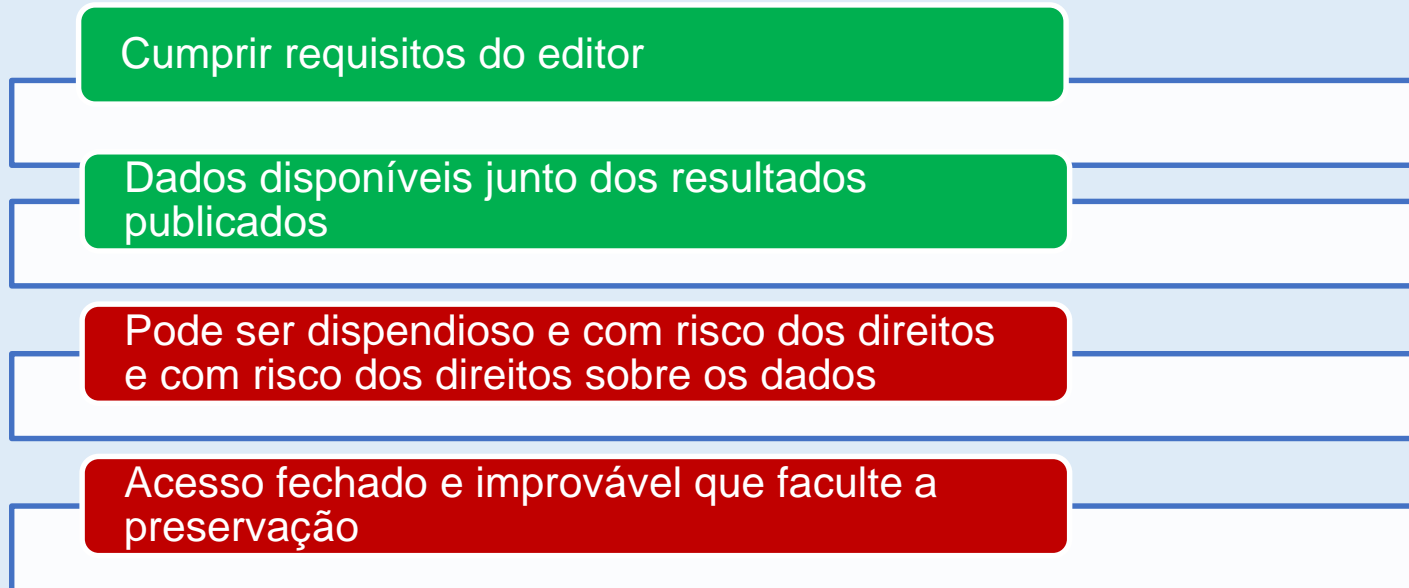 Cumprir requisitos do editor
Dados disponíveis junto dos resultados
publicados
Pode ser dispendioso e com risco dos direitos
e com risco dos direitos sobre os dados
Acesso fechado e improvável que faculte a
preservação